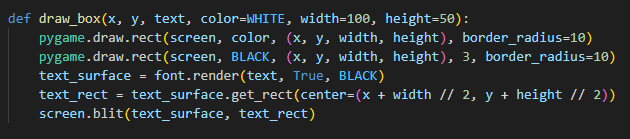 def draw_box(x, y, text, color=WHITE, width=100, height=50):
    pygame.draw.rect(screen, color, (x, y, width, height), border_radius=10)
    pygame.draw.rect(screen, BLACK, (x, y, width, height), 3, border_radius=10)
    text_surface = font.render(text, True, BLACK)
    text_rect = text_surface.get_rect(center=(x + width // 2, y + height // 2))
    screen.blit(text_surface, text_rect)